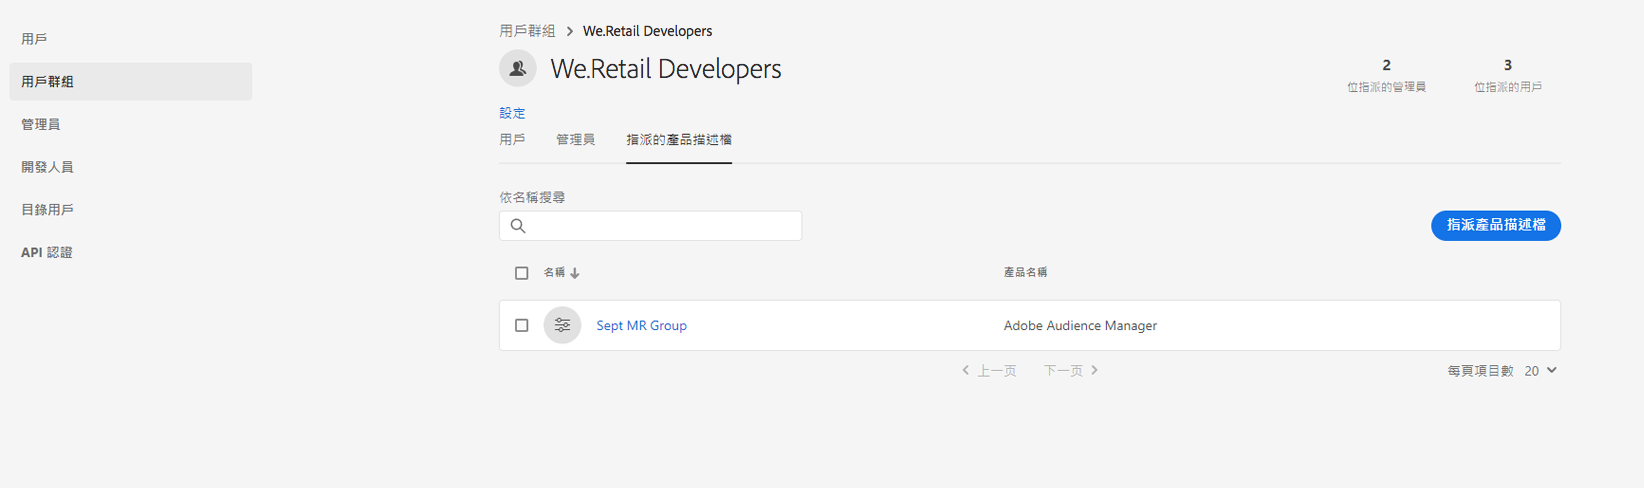 用戶
用戶群組
管理員
開發人員
目錄用戶
API 認證
用戶群組 > We.Retail Developers
We.Retail Developers
2
位指派的管理員
3
位指派的用戶
設定
用戶 管理員 指派的產品描述檔
依名稱搜尋
指派產品描述檔
名稱 產品名稱
Sept MR Group Adobe Audience Manager
上一页 下一页 每頁項目數 20